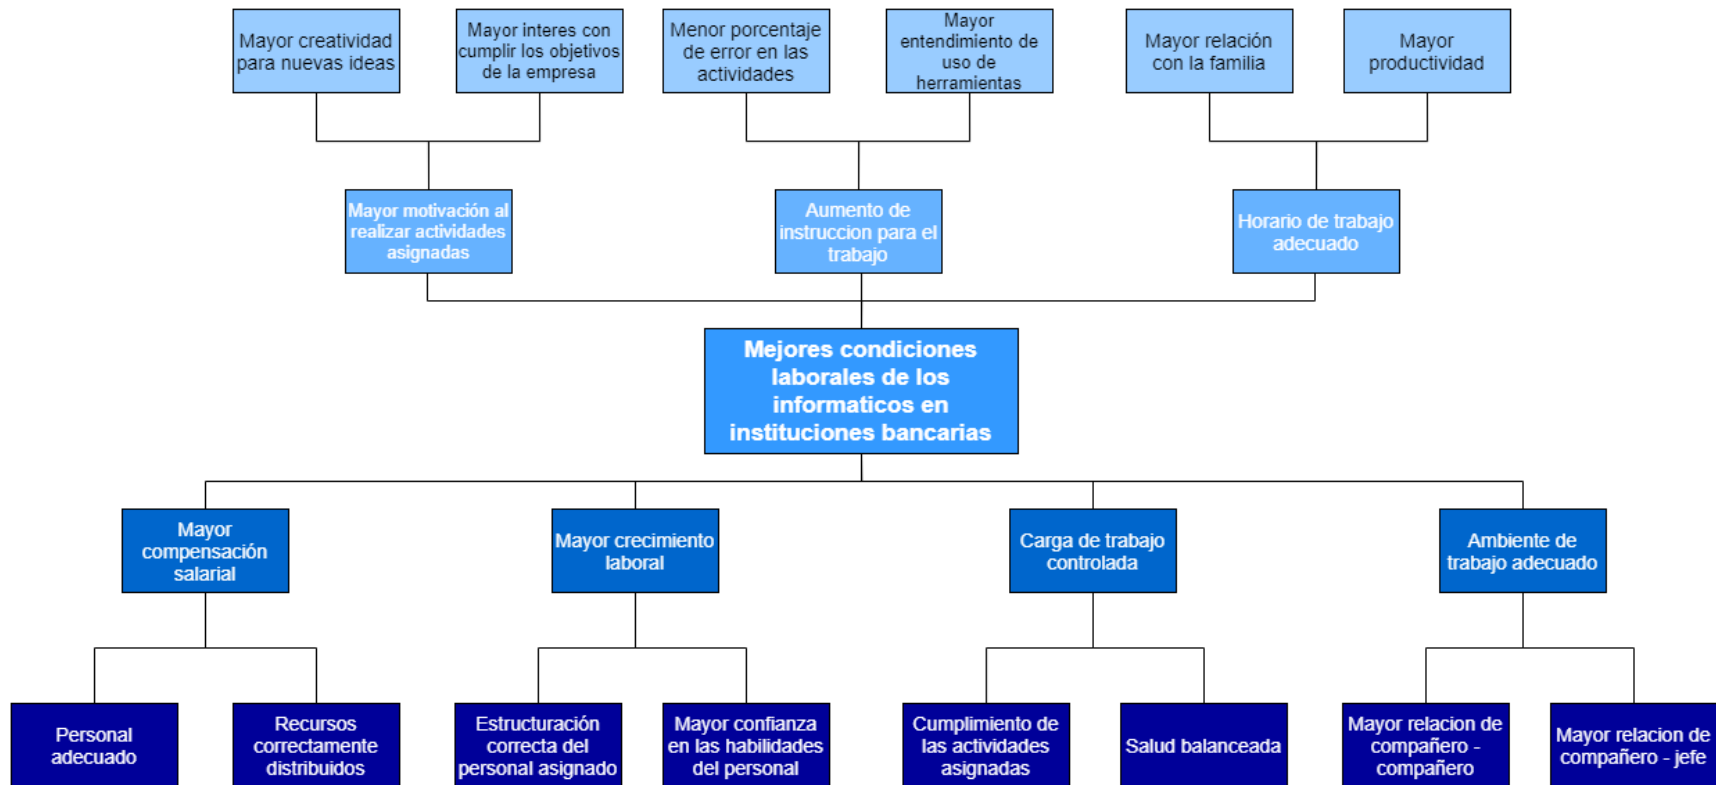 Mayor creatividad
para nuevas ideas
Mayor interes con
cumplir los objetivos
de la empresa
Menor porcentaje
de error en las
actividades
Mayor
entendimiento de
uso de
herramientas
Mayor relación
con la familia
Mayor
productividad
Mayor motivación al
realizar actividades
asignadas
Aumento de
instruccion para el
trabajo
Horario de trabajo
adecuado
Mejores condiciones
laborales de los
informaticos en
instituciones bancarias
Mayor
compensación
salarial
Mayor crecimiento
laboral
Carga de trabajo
controlada
Ambiente de
trabajo adecuado
Personal
adecuado
Recursos
correctamente
distribuidos
Estructuración
correcta del
personal asignado
Mayor confianza
en las habilidades
del personal
Cumplimiento de
las actividades
asignadas
Salud balanceada
Mayor relacion de
compañero -
compañero
Mayor relacion de
compañero - jefe